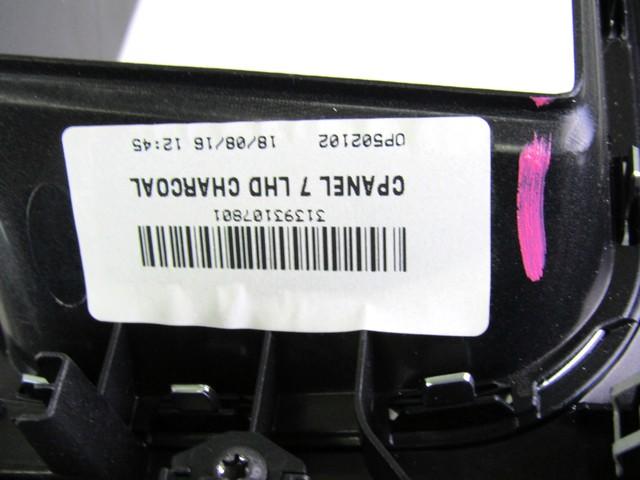 31393107801
CPANEL 7 LHD CHARCOAL
OP502102 18/08/16 12:45